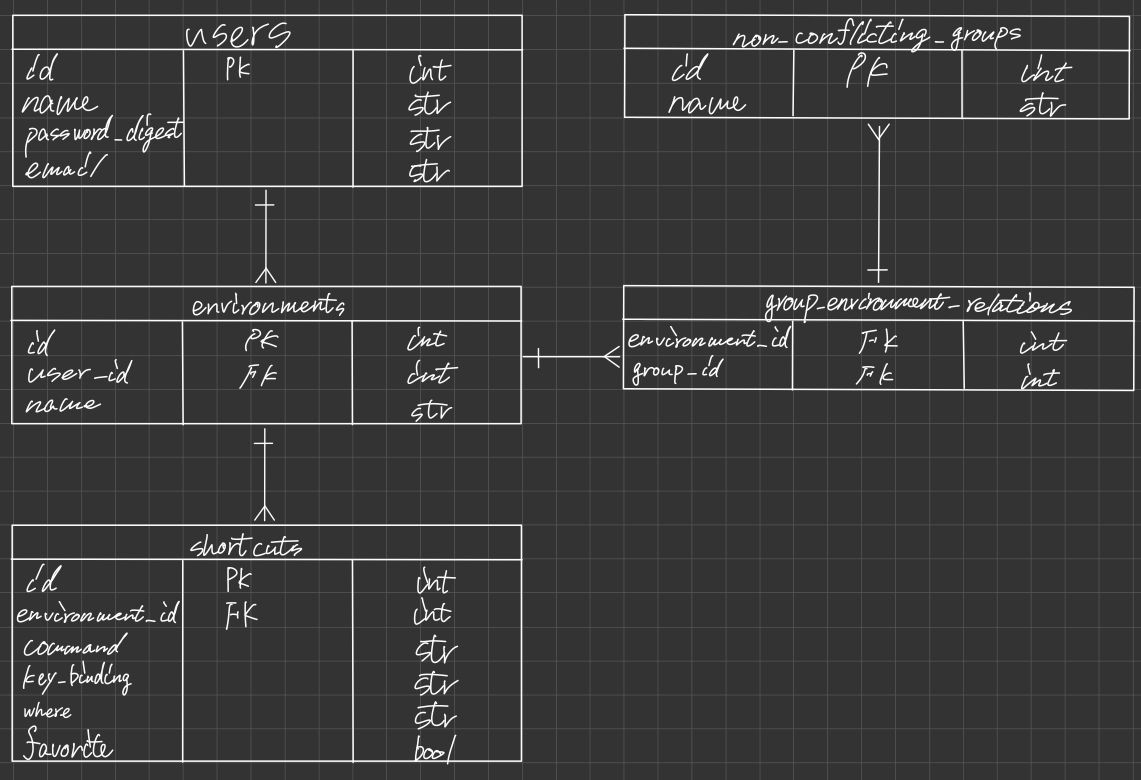 users
id PK int
name str
password_digest str
email str
non_conflicting_groups
id PK int
name str
environments
id PK int
user_id FK int
name str
group_environment_relations
environment_id FK int
group_id FK int
shortcuts
id PK int
environment_id FK int
command str
key_binding str
where str
favorite bool